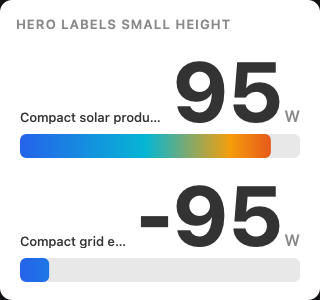 HERO LABELS SMALL HEIGHT
Compact solar produ... 95 W
Compact grid e... -95 W